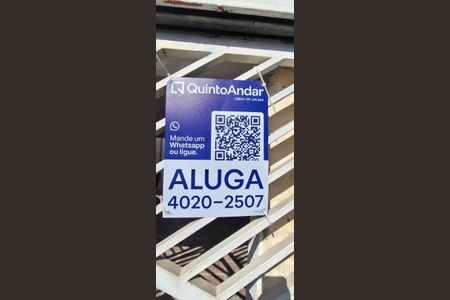 QuintoAndar
Mande um
Whatsapp
ou ligue.
ALUGA
4020-2507